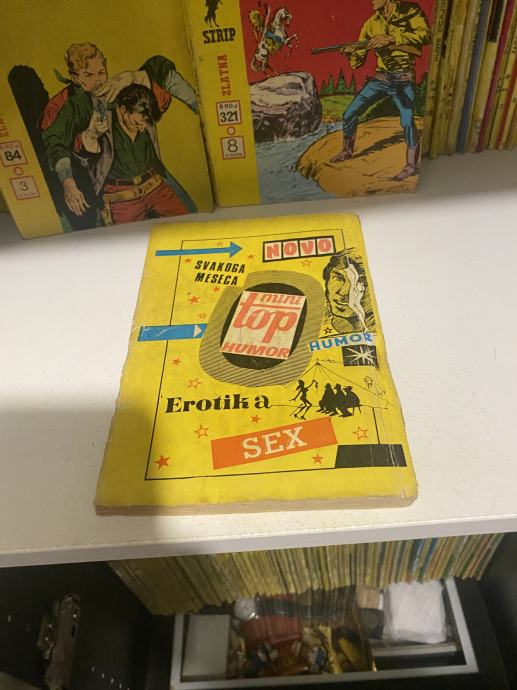 STRIP
ZLATNA
BROJ
321
8
BROJ
84
3
NOVO
SVAKOGA
MESECA
mini
top
HUMOR
HUMOR
Erotika
SEX